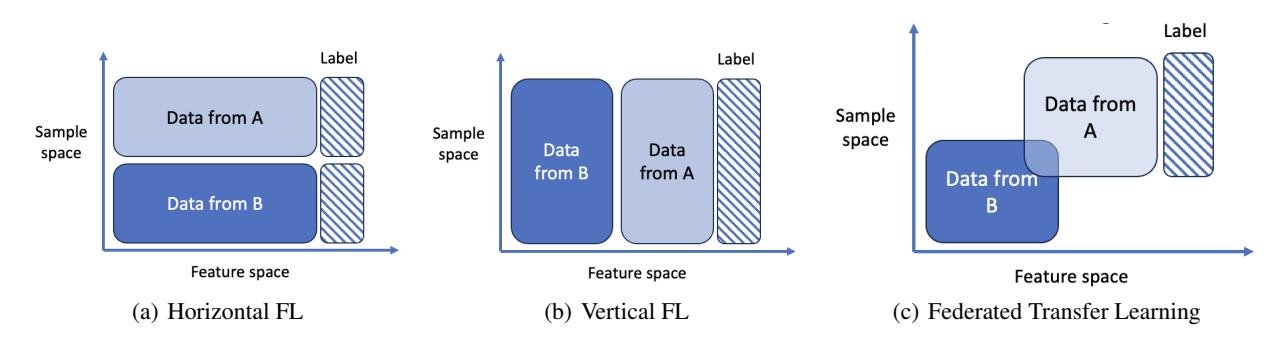 Label
Sample
space
Data from A
Data from B
Feature space
(a) Horizontal FL
Label
Sample
space
Data
from B
Data
from A
Feature space
(b) Vertical FL
Label
Sample
space
Data from
A
Data from
B
Feature space
(c) Federated Transfer Learning